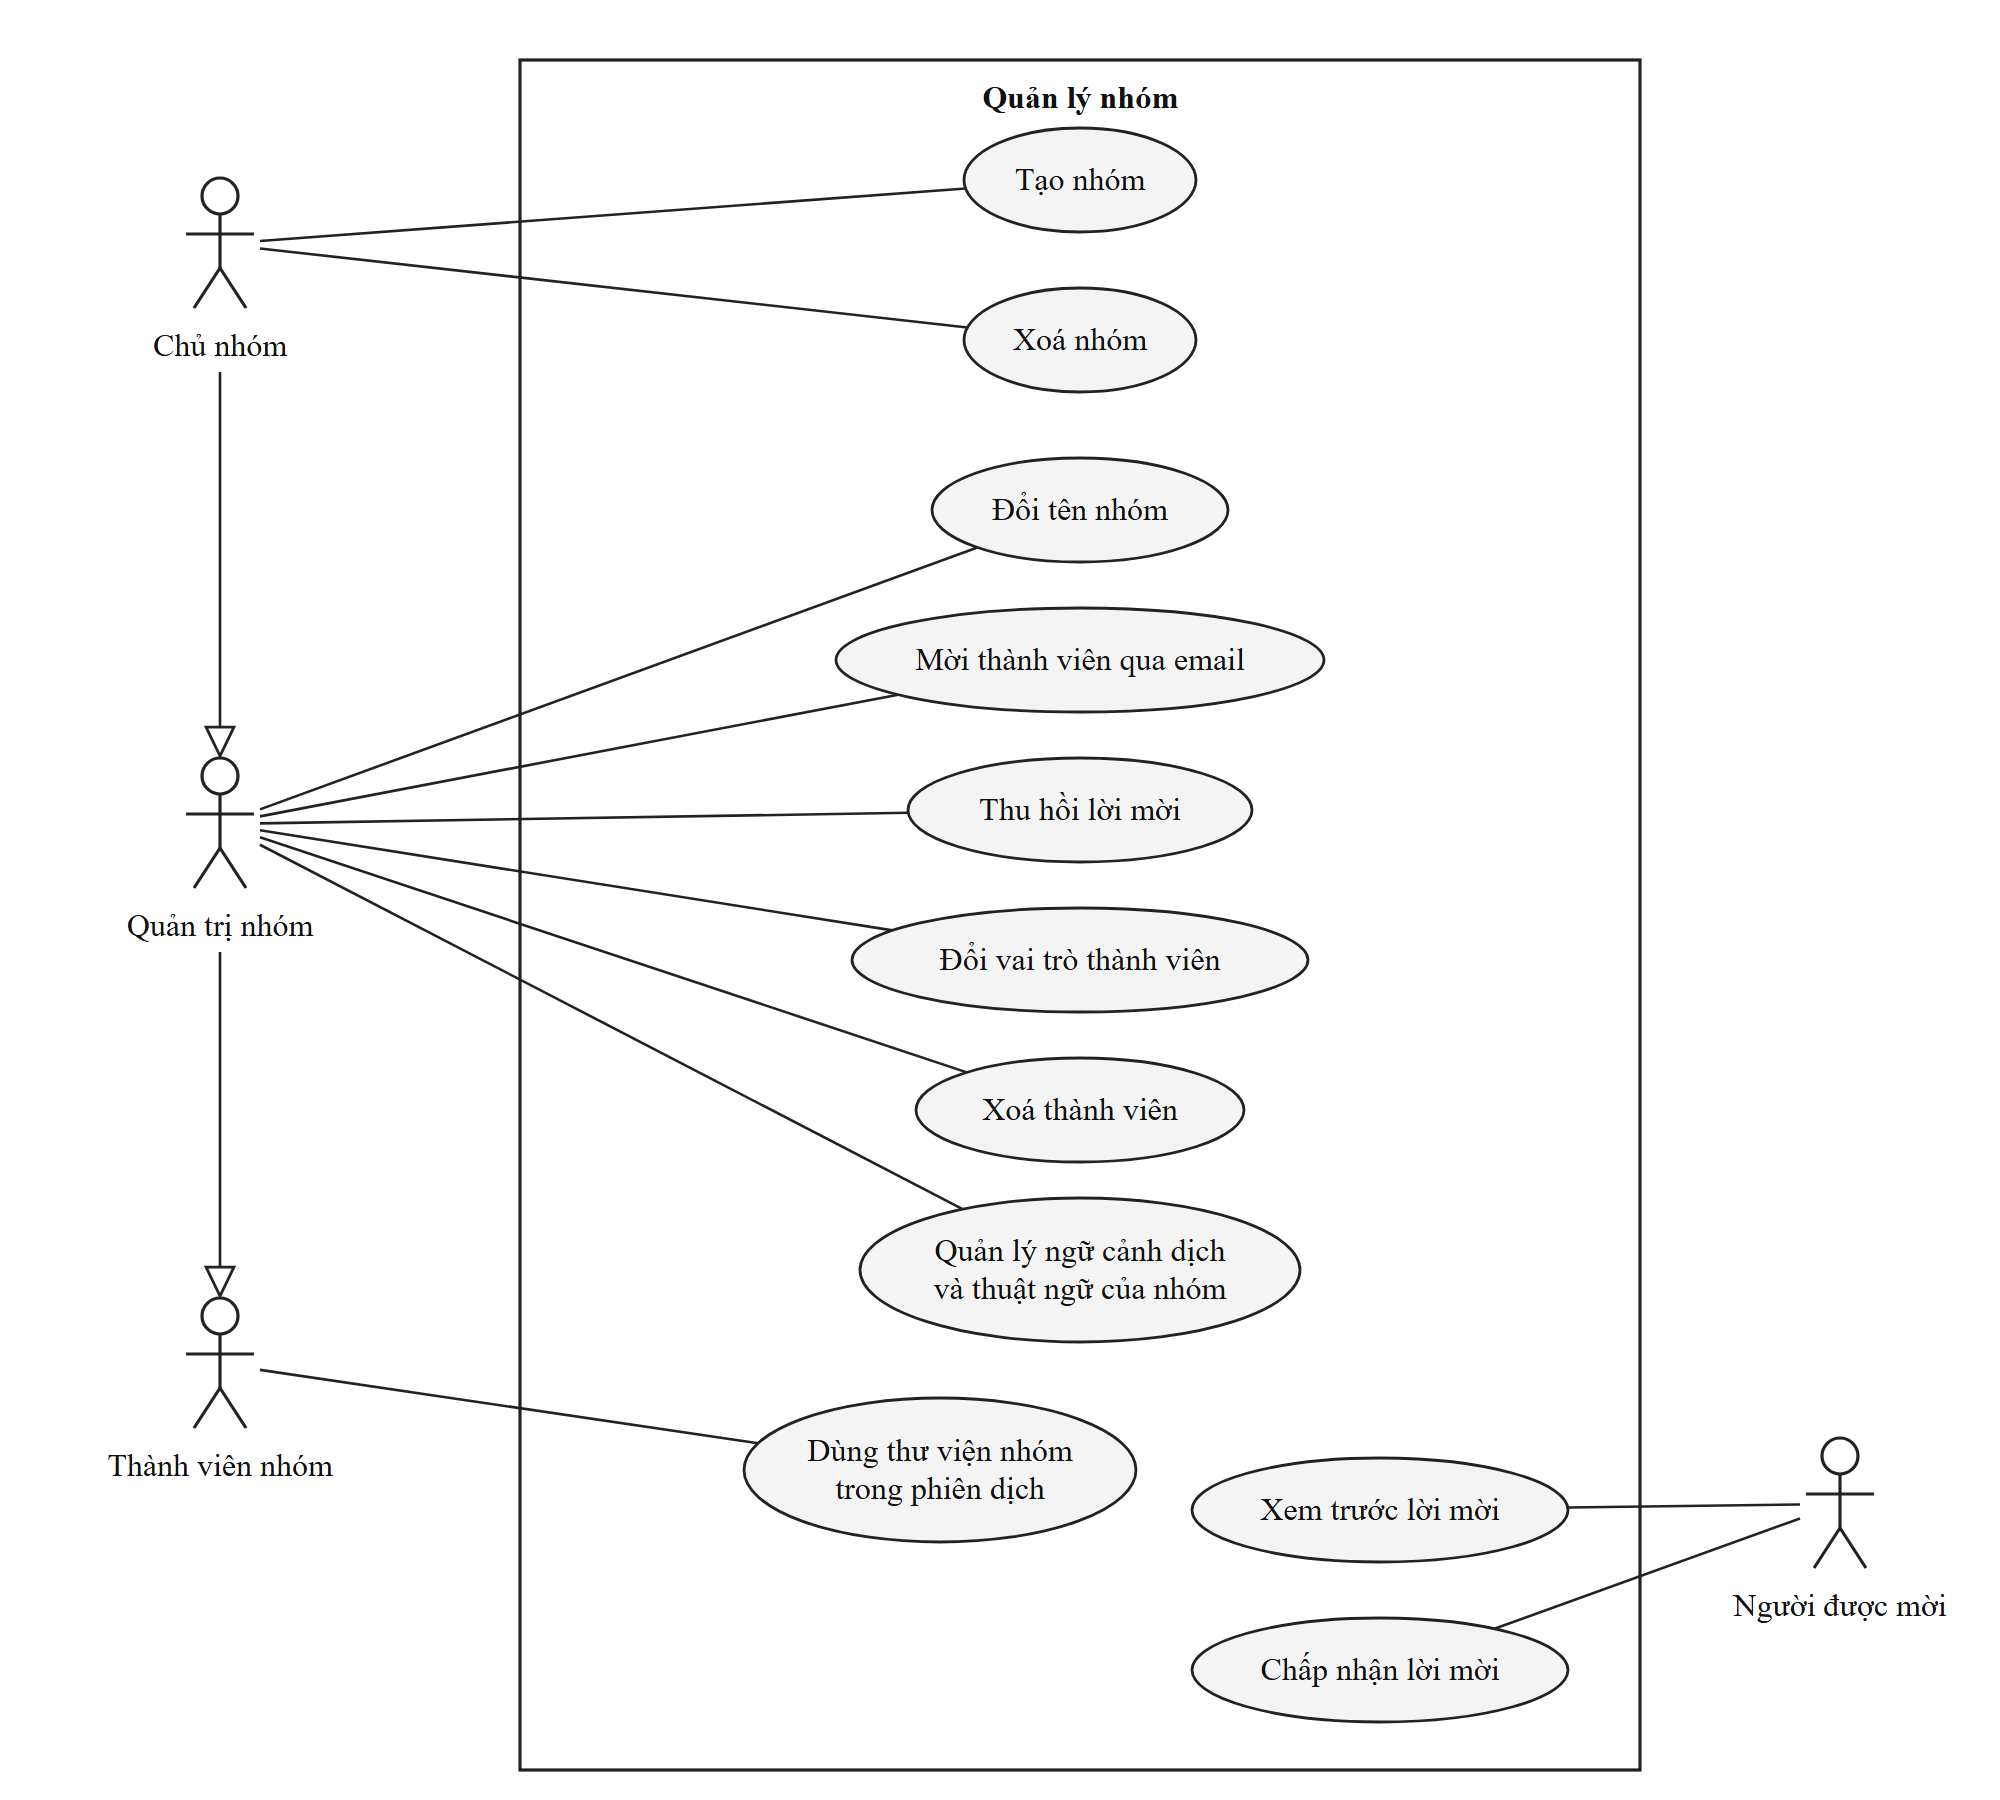 Quản lý nhóm
Tạo nhóm
Chủ nhóm
Xoá nhóm
Đổi tên nhóm
Mời thành viên qua email
Thu hồi lời mời
Quản trị nhóm
Đổi vai trò thành viên
Xoá thành viên
Quản lý ngữ cảnh dịch
và thuật ngữ của nhóm
Thành viên nhóm
Dùng thư viện nhóm
trong phiên dịch
Xem trước lời mời
Người được mời
Chấp nhận lời mời